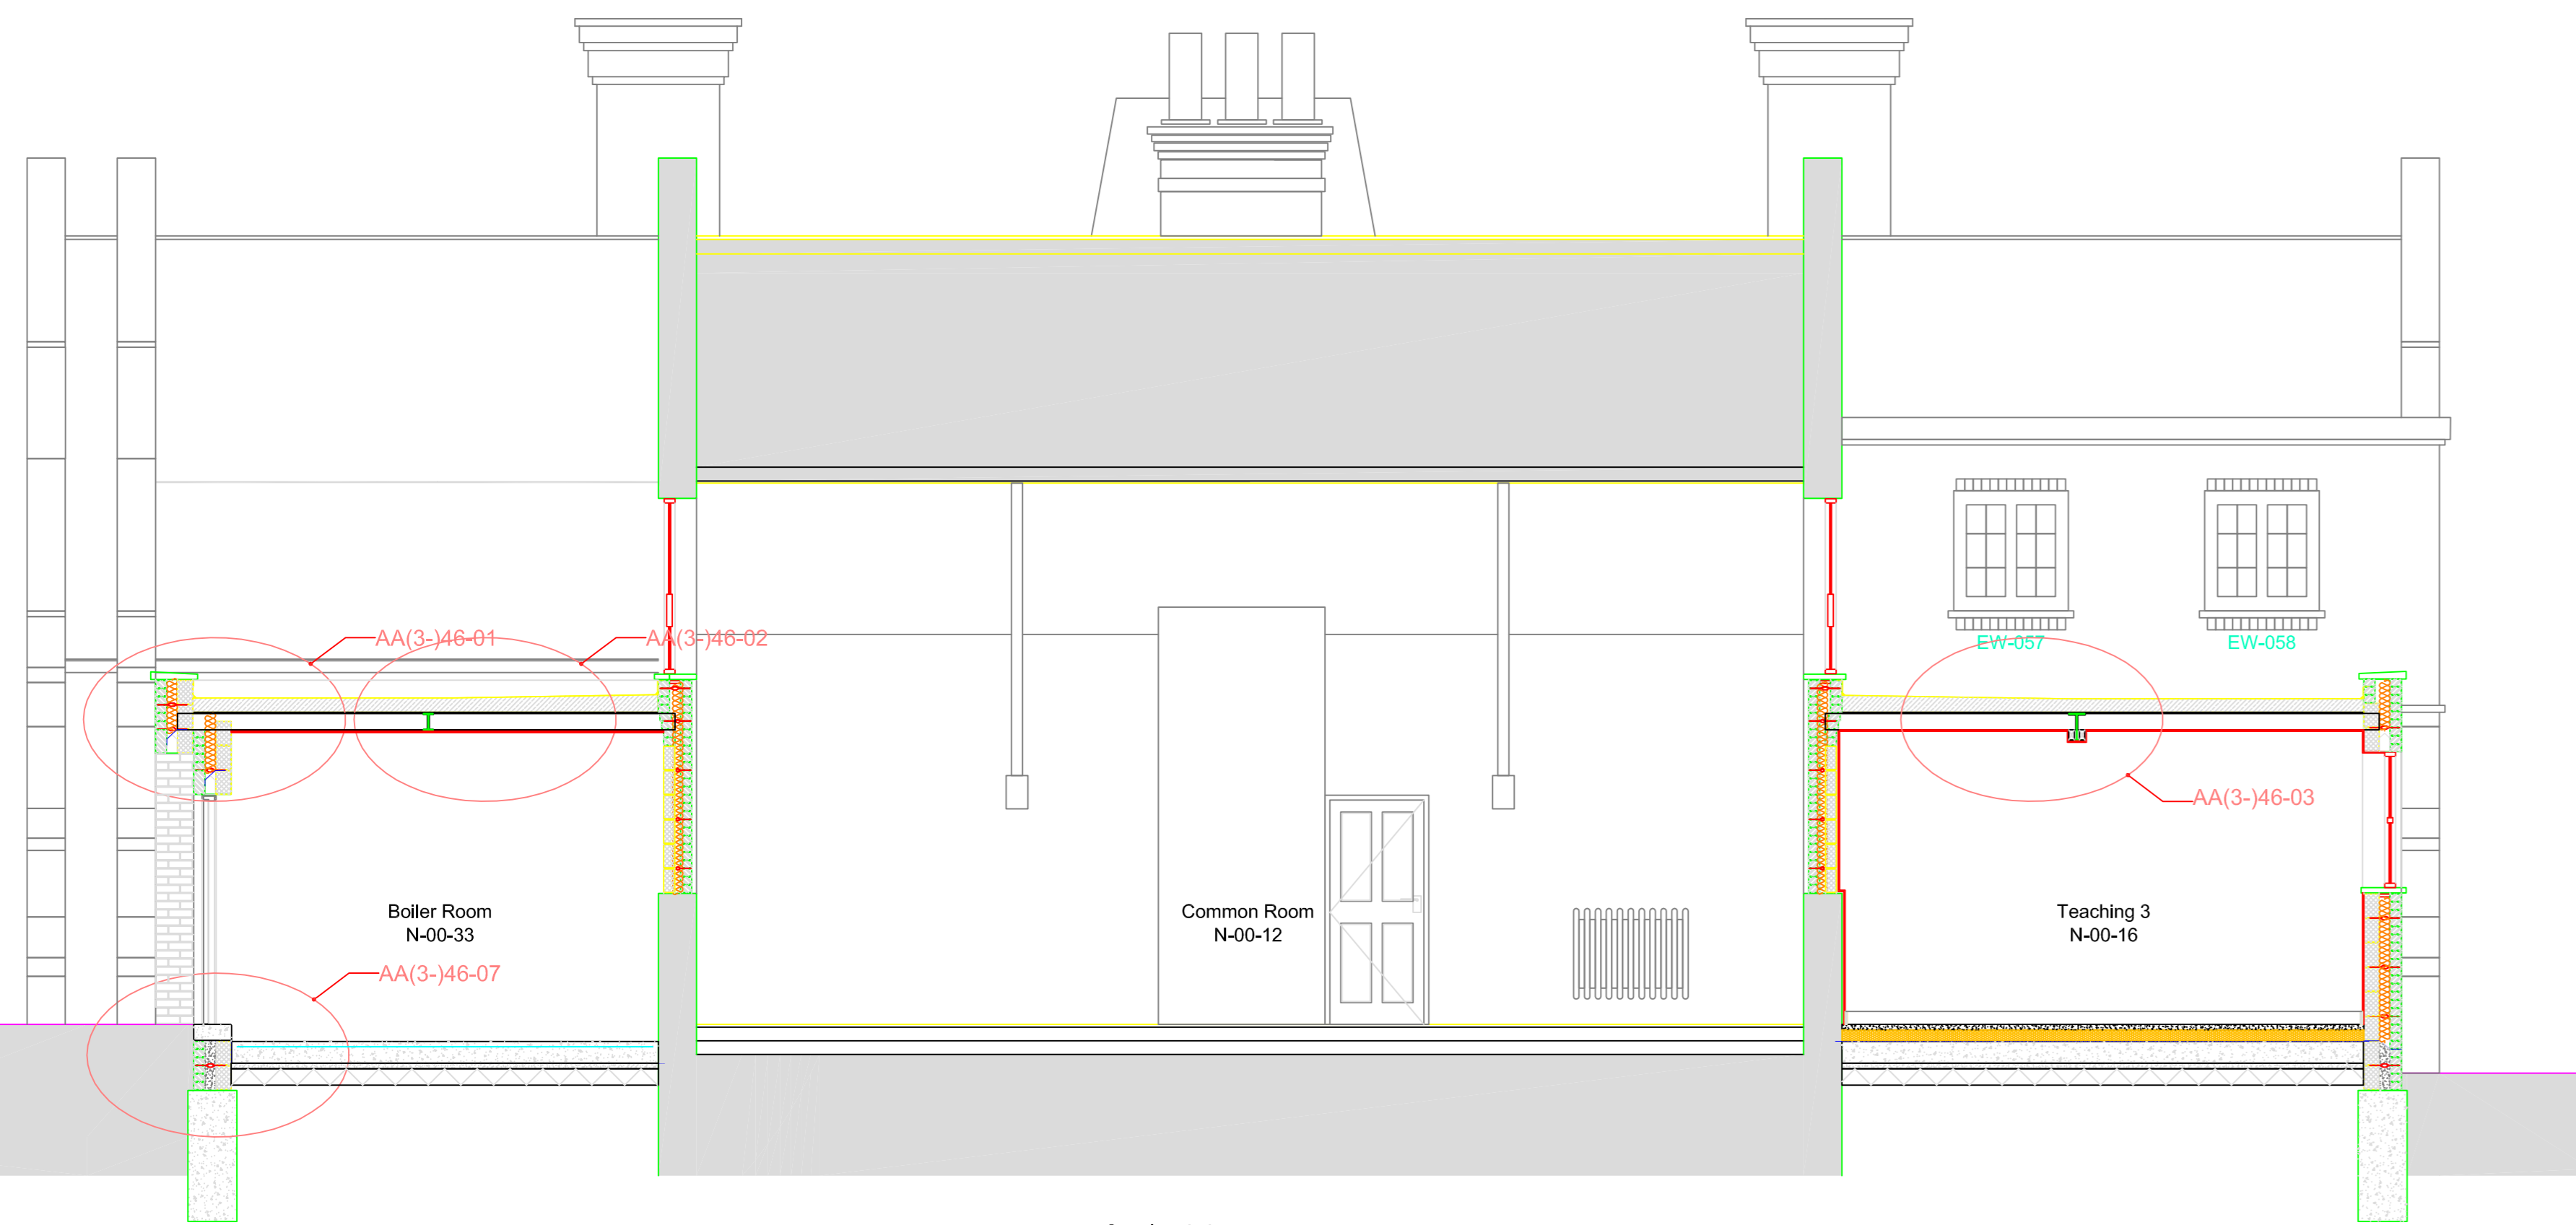 AA(3-)46-01
AA(3-)46-02
EW-057
EW-058
AA(3-)46-03
Boiler Room
N-00-33
Common Room
N-00-12
Teaching 3
N-00-16
AA(3-)46-07